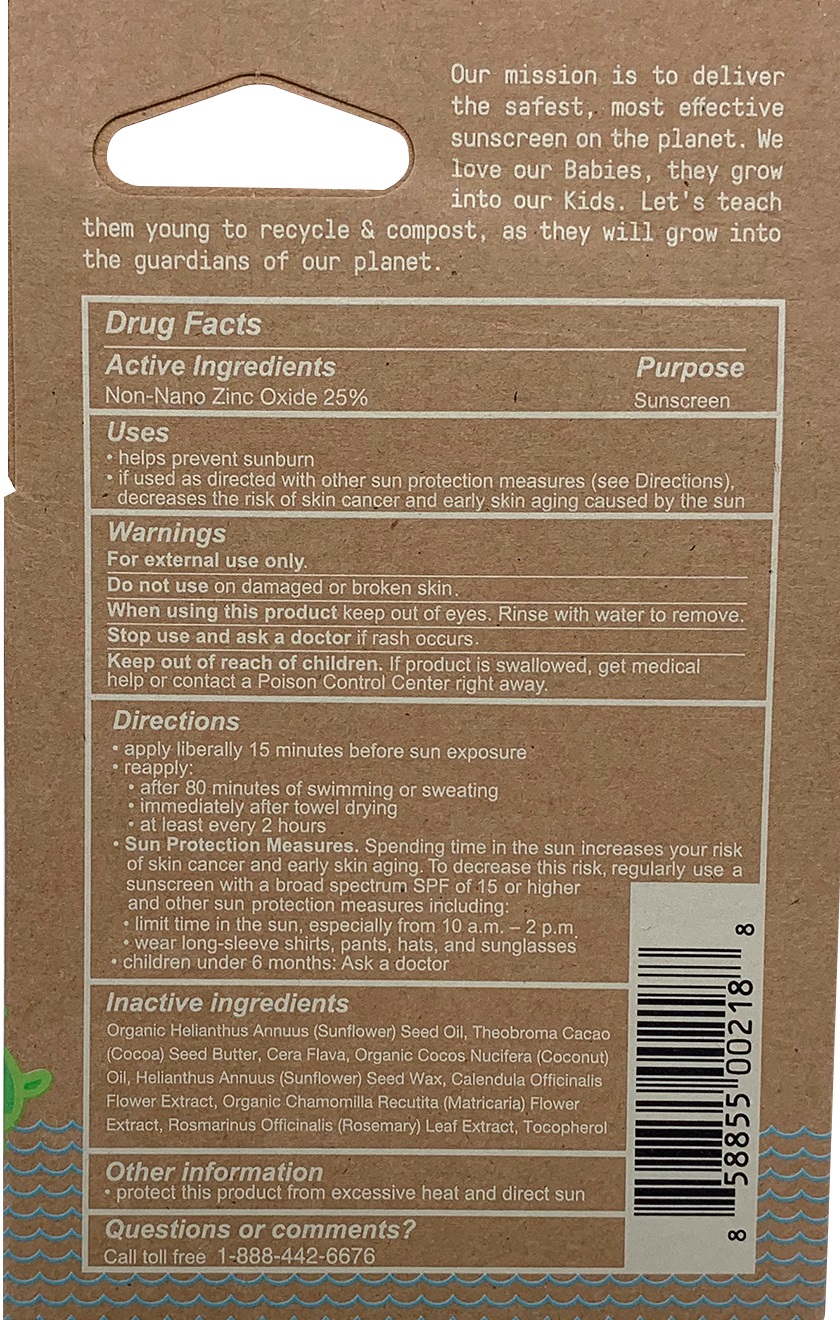 Our mission is to deliver
the safest, most effective
sunscreen on the planet. We
love our Babies, they grow
into our Kids. Let's teach
them young to recycle & compost, as they will grow into
the guardians of our planet.
Drug Facts
Active Ingredients Purpose
Non-Nano Zinc Oxide 25% Sunscreen
Uses
• helps prevent sunburn
• if used as directed with other sun protection measures (see Directions),
decreases the risk of skin cancer and early skin aging caused by the sun
Warnings
For external use only.
Do not use on damaged or broken skin.
When using this product keep out of eyes. Rinse with water to remove.
Stop use and ask a doctor if rash occurs.
Keep out of reach of children. If product is swallowed, get medical
help or contact a Poison Control Center right away.
Directions
• apply liberally 15 minutes before sun exposure
• reapply:
• after 80 minutes of swimming or sweating
• immediately after towel drying
• at least every 2 hours
• Sun Protection Measures. Spending time in the sun increases your risk
of skin cancer and early skin aging. To decrease this risk, regularly use a
sunscreen with a broad spectrum SPF of 15 or higher
and other sun protection measures including:
• limit time in the sun, especially from 10 a.m. – 2 p.m.
• wear long-sleeve shirts, pants, hats, and sunglasses
• children under 6 months: Ask a doctor
Inactive ingredients
Organic Helianthus Annuus (Sunflower) Seed Oil, Theobroma Cacao
(Cocoa) Seed Butter, Cera Flava, Organic Cocos Nucifera (Coconut)
Oil, Helianthus Annuus (Sunflower) Seed Wax, Calendula Officinalis
Flower Extract, Organic Chamomilla Recutita (Matricaria) Flower
Extract, Rosmarinus Officinalis (Rosemary) Leaf Extract, Tocopherol
Other information
• protect this product from excessive heat and direct sun
Questions or comments?
Call toll free 1-888-442-6676
8 58855 00218 8